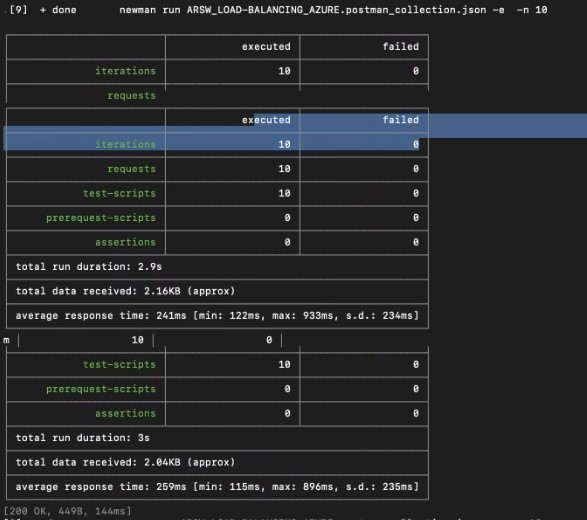 [9]  + done       newman run ARSW_LOAD-BALANCING_AZURE.postman_collection.json -e  -n 10
executed failed
iterations 10 0
requests
executed failed
iterations 10 0
requests 10 0
test-scripts 10 0
prerequest-scripts 0 0
assertions 0 0
total run duration: 2.9s
total data received: 2.16KB (approx)
average response time: 241ms [min: 122ms, max: 933ms, s.d.: 234ms]
m │ 10 │ 0 │
test-scripts 10 0
prerequest-scripts 0 0
assertions 0 0
total run duration: 3s
total data received: 2.04KB (approx)
average response time: 259ms [min: 115ms, max: 896ms, s.d.: 235ms]
[200 OK, 449B, 144ms]